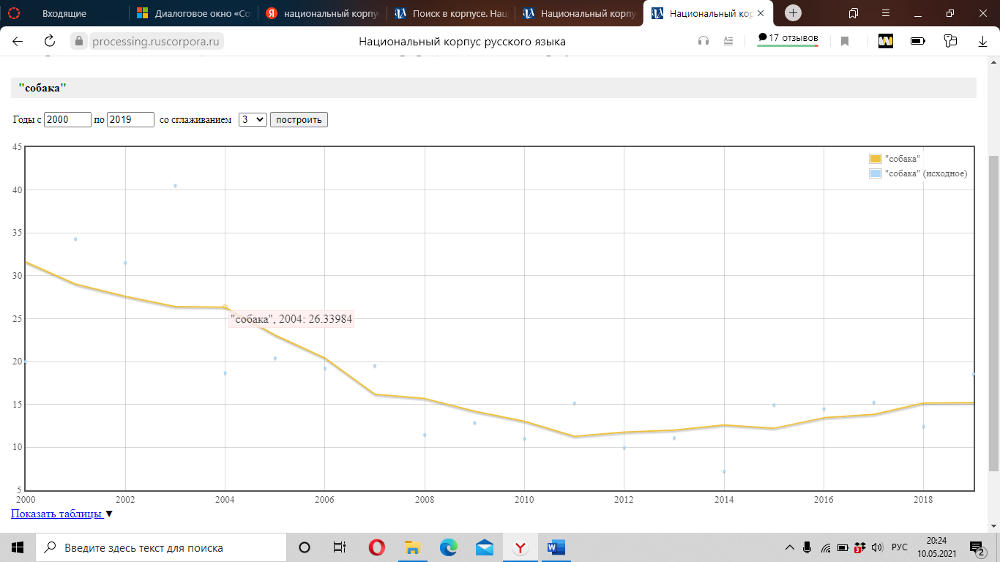 Входящие
Диалоговое окно «Со
национальный корпу
Поиск в корпусе. Нац
Национальный корпу
Национальный кор
processing.ruscorpora.ru
Национальный корпус русского языка
17 отзывов
"собака"
Годы с 2000 по 2019 со сглаживанием 3 построить
45
40
35
30
25
20
15
10
5
"собака"
"собака" (исходное)
"собака", 2004: 26.33984
2000 2002 2004 2006 2008 2010 2012 2014 2016 2018
Показать таблицы ▼
Введите здесь текст для поиска
РУС
20:24
10.05.2021
3
2